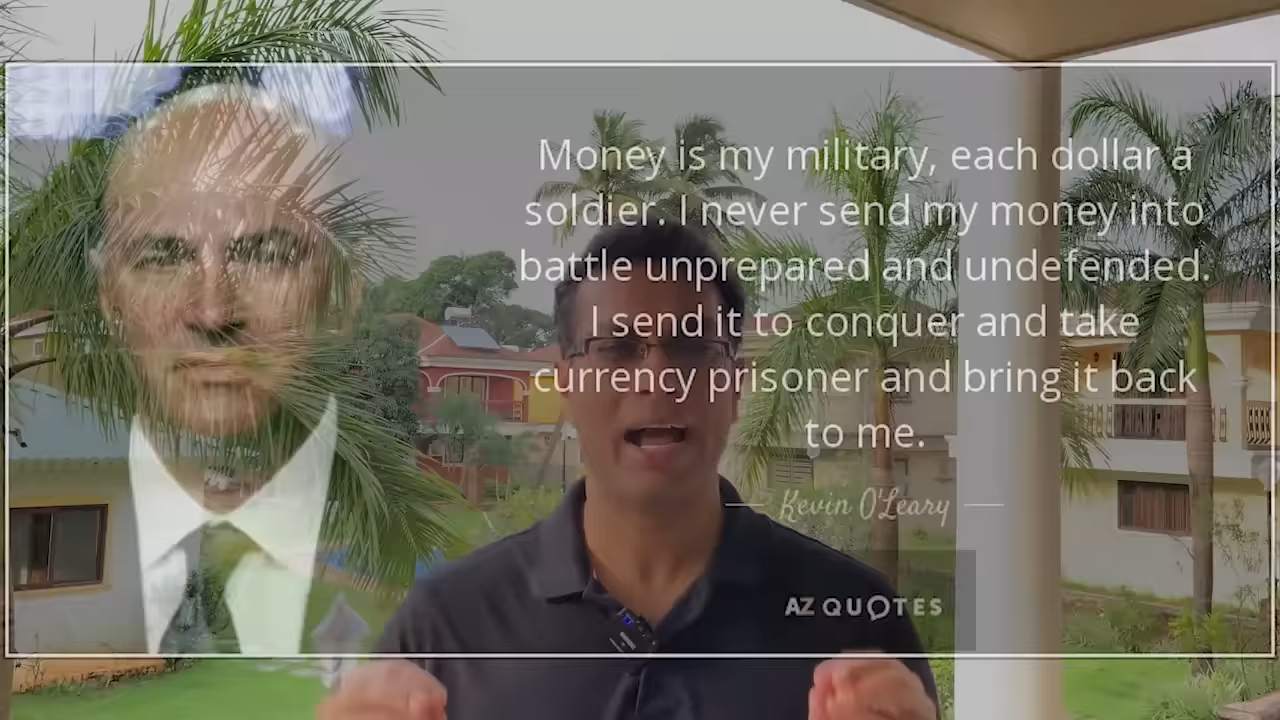 Money is my military, each dollar a
soldier. I never send my money into
battle unprepared and undefended.
I send it to conquer and take
currency prisoner and bring it back
to me.
Kevin O'Leary
AZ QUOTES